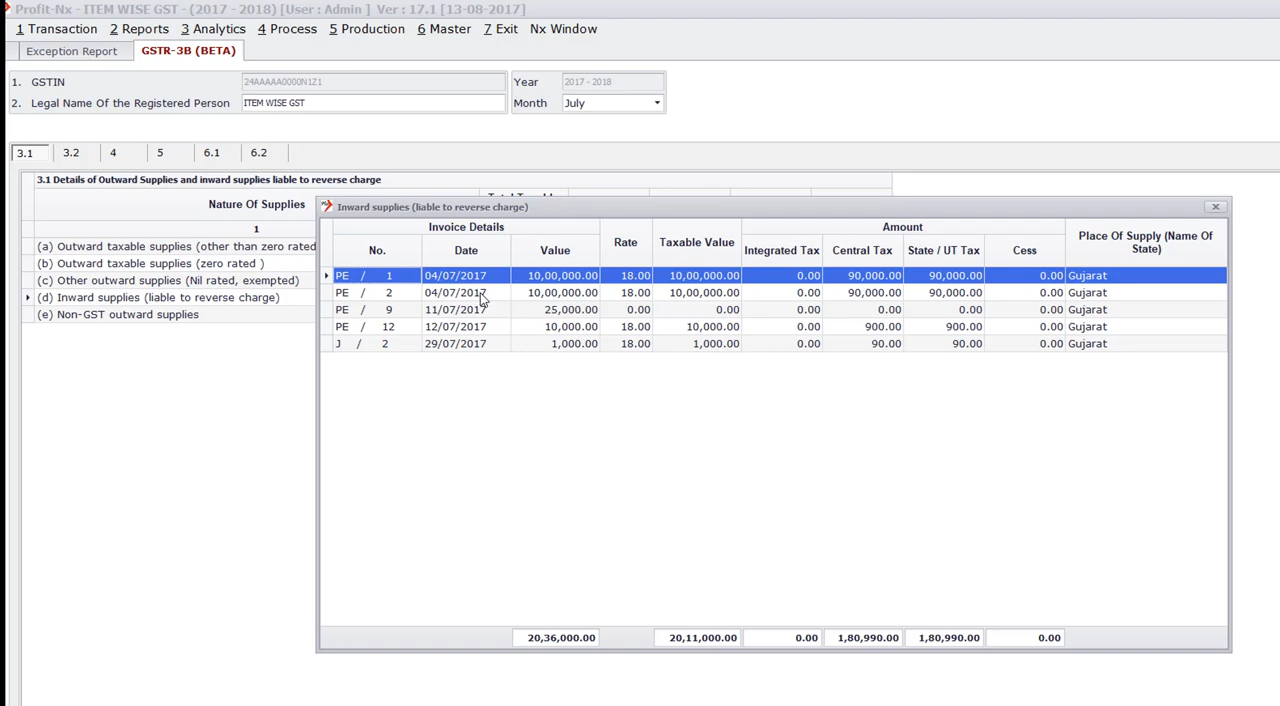 Profit-Nx - ITEM WISE GST - (2017 - 2018) [User : Admin ] Ver : 17.1 [13-08-2017]
1 Transaction 2 Reports 3 Analytics 4 Process 5 Production 6 Master 7 Exit Nx Window
Exception Report GSTR-3B (BETA)
1. GSTIN 24AAAAA0000N1Z1 Year 2017 - 2018
2. Legal Name Of the Registered Person ITEM WISE GST Month July
3.1 3.2 4 5 6.1 6.2
3.1 Details of Outward Supplies and inward supplies liable to reverse charge
Nature Of Supplies
1
(a) Outward taxable supplies (other than zero rated
(b) Outward taxable supplies (zero rated )
(c) Other outward supplies (Nil rated, exempted)
(d) Inward supplies (liable to reverse charge)
(e) Non-GST outward supplies
Inward supplies (liable to reverse charge)
Invoice Details Rate Taxable Value Amount Place Of Supply (Name Of State)
No. Date Value Integrated Tax Central Tax State / UT Tax Cess
PE / 1 04/07/2017 10,00,000.00 18.00 10,00,000.00 0.00 90,000.00 90,000.00 0.00 Gujarat
PE / 2 04/07/2017 10,00,000.00 18.00 10,00,000.00 0.00 90,000.00 90,000.00 0.00 Gujarat
PE / 9 11/07/2017 25,000.00 0.00 0.00 0.00 0.00 0.00 0.00 Gujarat
PE / 12 12/07/2017 10,000.00 18.00 10,000.00 0.00 900.00 900.00 0.00 Gujarat
J / 2 29/07/2017 1,000.00 18.00 1,000.00 0.00 90.00 90.00 0.00 Gujarat
20,36,000.00 20,11,000.00 0.00 1,80,990.00 1,80,990.00 0.00